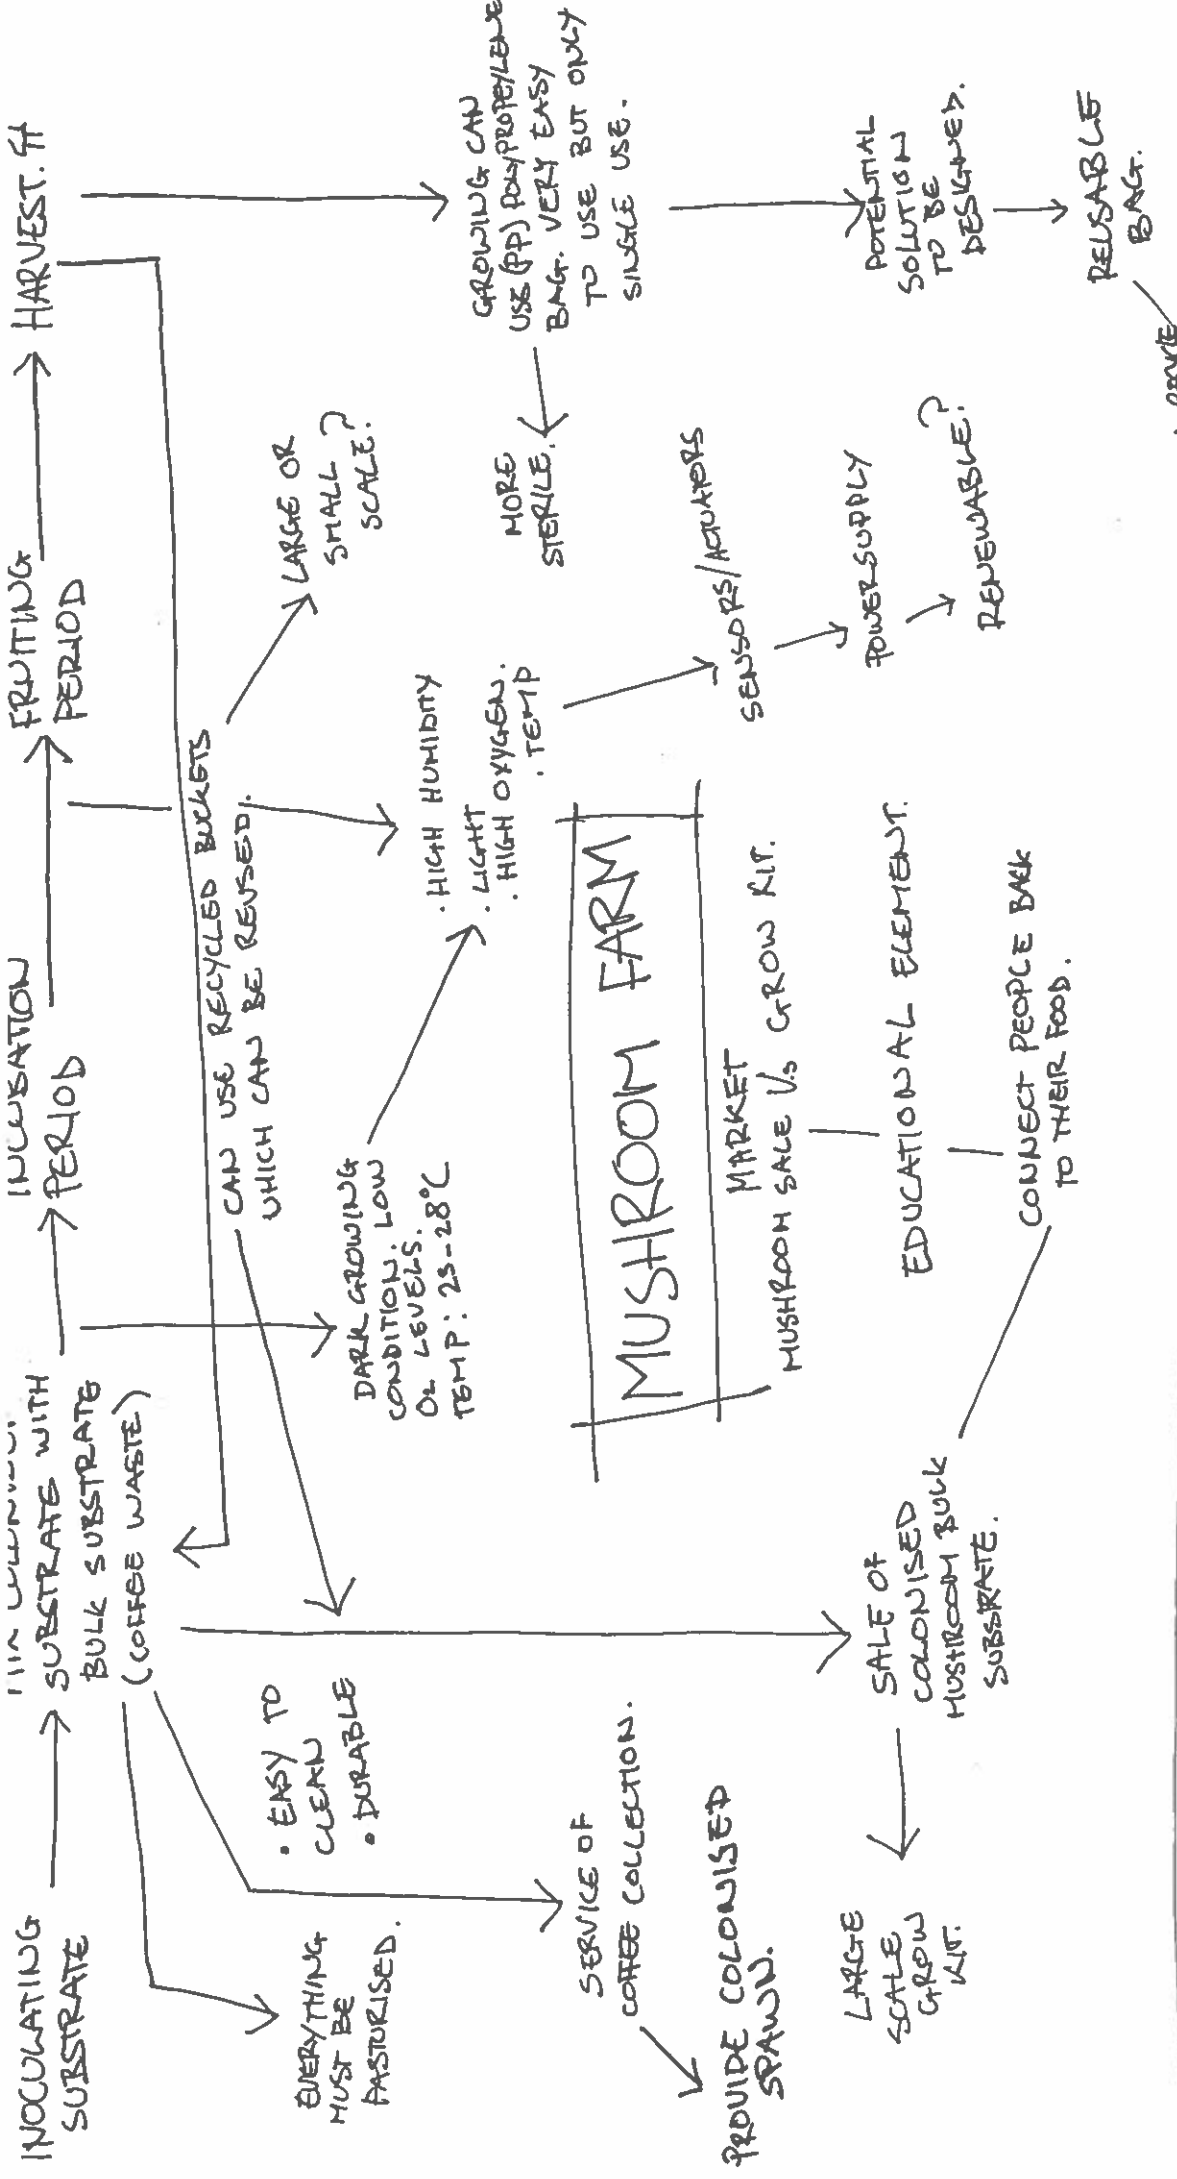 INOCULATING
SUBSTRATE
SUBSTRATE WITH
BULK SUBSTRATE
(COFFEE WASTE)
INCUBATION
PERIOD
FRUITING
PERIOD
HARVEST.
CAN USE RECYCLED BUCKETS
WHICH CAN BE REUSED.
LARGE OR
SMALL ?
SCALE.
EVERYTHING
MUST BE
PASTURISED.
• EASY TO
CLEAN
• DURABLE
DARK GROWING
CONDITION. LOW
O2 LEVELS.
TEMP: 23-28°C
. HIGH HUMIDITY
. LIGHT
. HIGH OXYGEN.
. TEMP
GROWING CAN
USE (PP) POLYPROPEYLENE
BAG. VERY EASY
TO USE BUT ONLY
SINGLE USE.
MORE
STERILE.
SERVICE OF
COFFEE COLLECTION.
PROVIDE COLONISED
SPAWN.
MUSHROOM FARM
MARKET
MUSHROOM SALE Vs GROW KIT.
EDUCATIONAL ELEMENT.
CONNECT PEOPLE BACK
TO THEIR FOOD.
SENSORS/ACTUATORS
POWERSUPPLY
RENEWABLE?
POTENTIAL
SOLUTION
TO BE
DESIGNED.
REUSABLE
BAG.
SALE OF
COLONISED
MUSHROOM BULK
SUBSTRATE.
LARGE
SCALE
GROW
KIT.